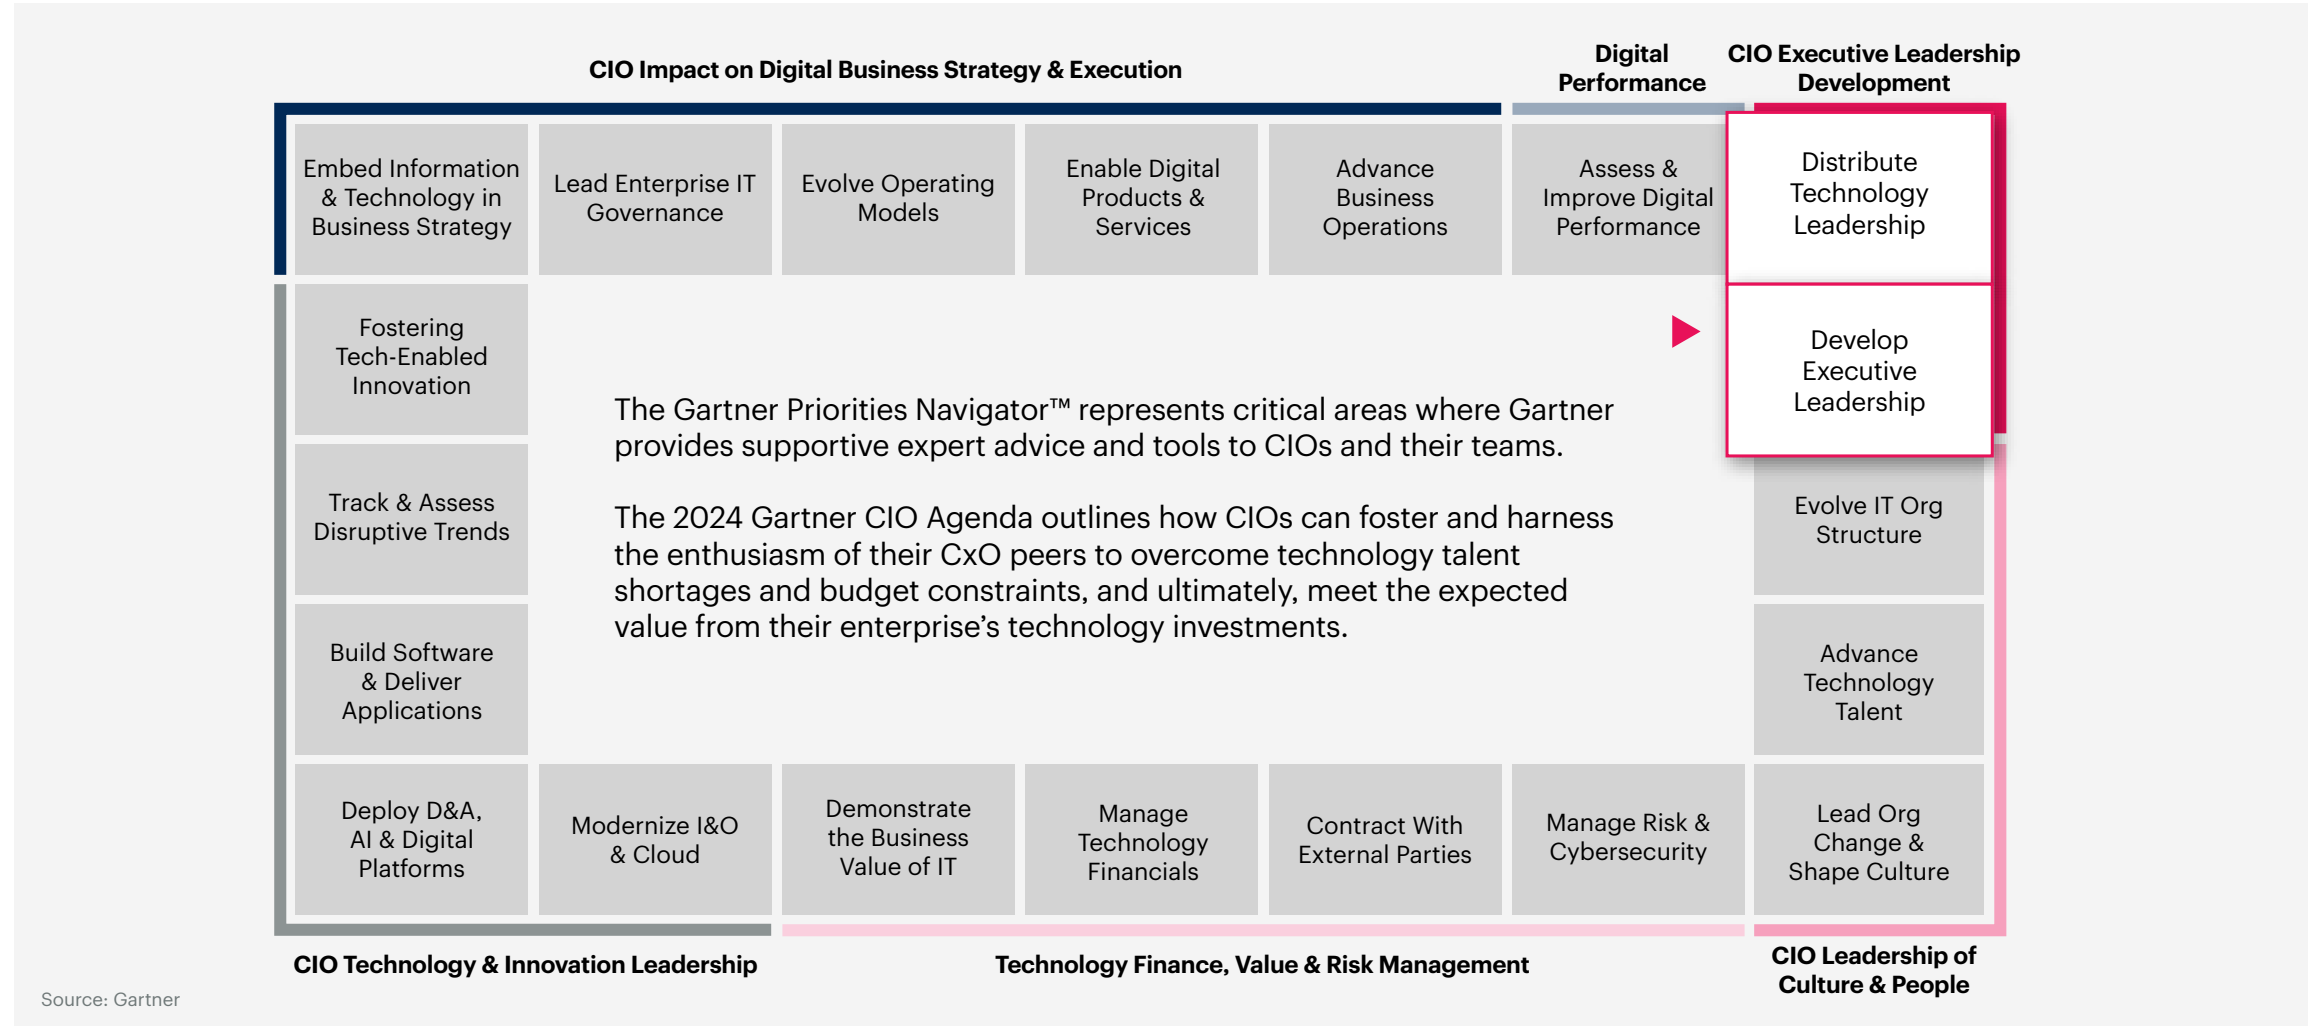 CIO Impact on Digital Business Strategy & Execution
Digital
Performance
CIO Executive Leadership
Development
Embed Information
& Technology in
Business Strategy
Lead Enterprise IT
Governance
Evolve Operating
Models
Enable Digital
Products &
Services
Advance
Business
Operations
Assess &
Improve Digital
Performance
Distribute
Technology
Leadership
Fostering
Tech-Enabled
Innovation
Develop
Executive
Leadership
The Gartner Priorities Navigator™ represents critical areas where Gartner
provides supportive expert advice and tools to CIOs and their teams.
The 2024 Gartner CIO Agenda outlines how CIOs can foster and harness
the enthusiasm of their CxO peers to overcome technology talent
shortages and budget constraints, and ultimately, meet the expected
value from their enterprise’s technology investments.
Track & Assess
Disruptive Trends
Evolve IT Org
Structure
Build Software
& Deliver
Applications
Advance
Technology
Talent
Deploy D&A,
AI & Digital
Platforms
Modernize I&O
& Cloud
Demonstrate
the Business
Value of IT
Manage
Technology
Financials
Contract With
External Parties
Manage Risk &
Cybersecurity
Lead Org
Change &
Shape Culture
CIO Technology & Innovation Leadership
Technology Finance, Value & Risk Management
CIO Leadership of
Culture & People
Source: Gartner